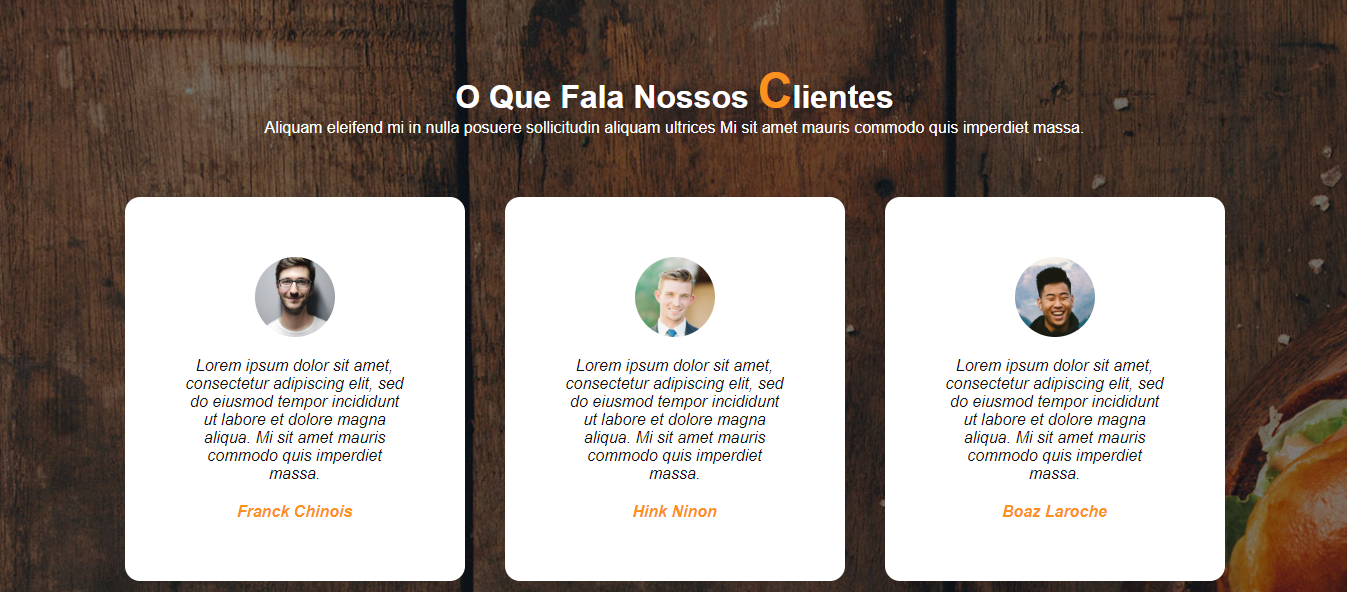 O Que Fala Nossos Clientes
Aliquam eleifend mi in nulla posuere sollicitudin aliquam ultrices Mi sit amet mauris commodo quis imperdiet massa.
Lorem ipsum dolor sit amet,
consectetur adipiscing elit, sed
do eiusmod tempor incididunt
ut labore et dolore magna
aliqua. Mi sit amet mauris
commodo quis imperdiet
massa.
Franck Chinois
Lorem ipsum dolor sit amet,
consectetur adipiscing elit, sed
do eiusmod tempor incididunt
ut labore et dolore magna
aliqua. Mi sit amet mauris
commodo quis imperdiet
massa.
Hink Ninon
Lorem ipsum dolor sit amet,
consectetur adipiscing elit, sed
do eiusmod tempor incididunt
ut labore et dolore magna
aliqua. Mi sit amet mauris
commodo quis imperdiet
massa.
Boaz Laroche